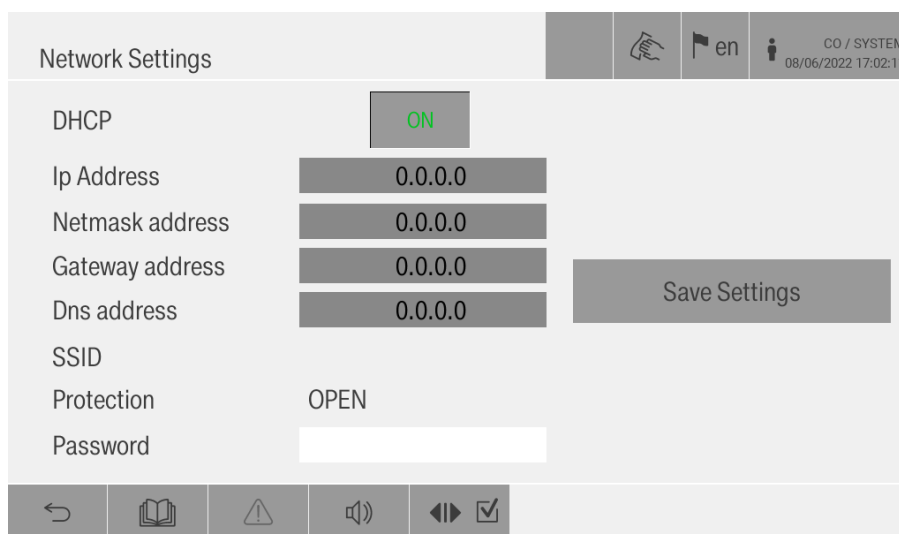 Network Settings
en
CO / SYSTEM
08/06/2022 17:02:1
DHCP
ON
Ip Address
0.0.0.0
Netmask address
0.0.0.0
Gateway address
0.0.0.0
Dns address
0.0.0.0
Save Settings
SSID
Protection
OPEN
Password